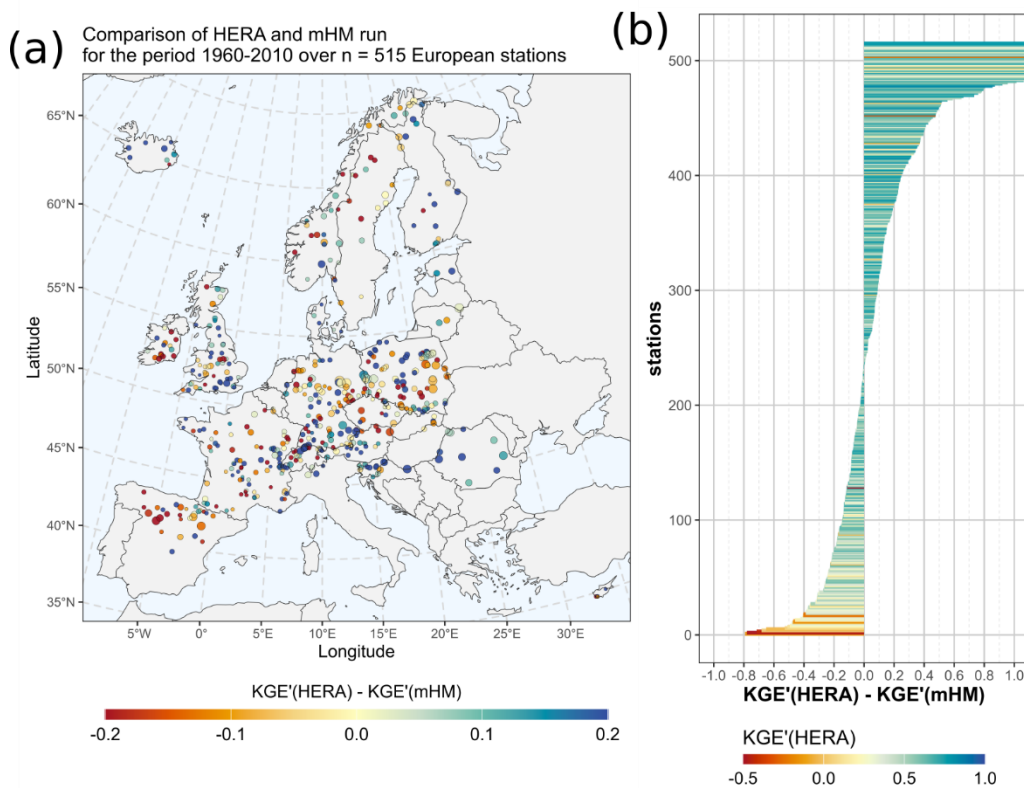 (a)
Comparison of HERA and mHM run
for the period 1960-2010 over n = 515 European stations
65°N
60°N
55°N
50°N
45°N
40°N
35°N
Latitude
5°W 0° 5°E 10°E 15°E 20°E 25°E 30°E
Longitude
KGE'(HERA) - KGE'(mHM)
-0.2 -0.1 0.0 0.1 0.2
(b)
500
400
300
200
100
0
stations
-1.0 -0.8 -0.6 -0.4 -0.2 0.0 0.2 0.4 0.6 0.8 1.0
KGE'(HERA) - KGE'(mHM)
KGE'(HERA)
-0.5 0.0 0.5 1.0